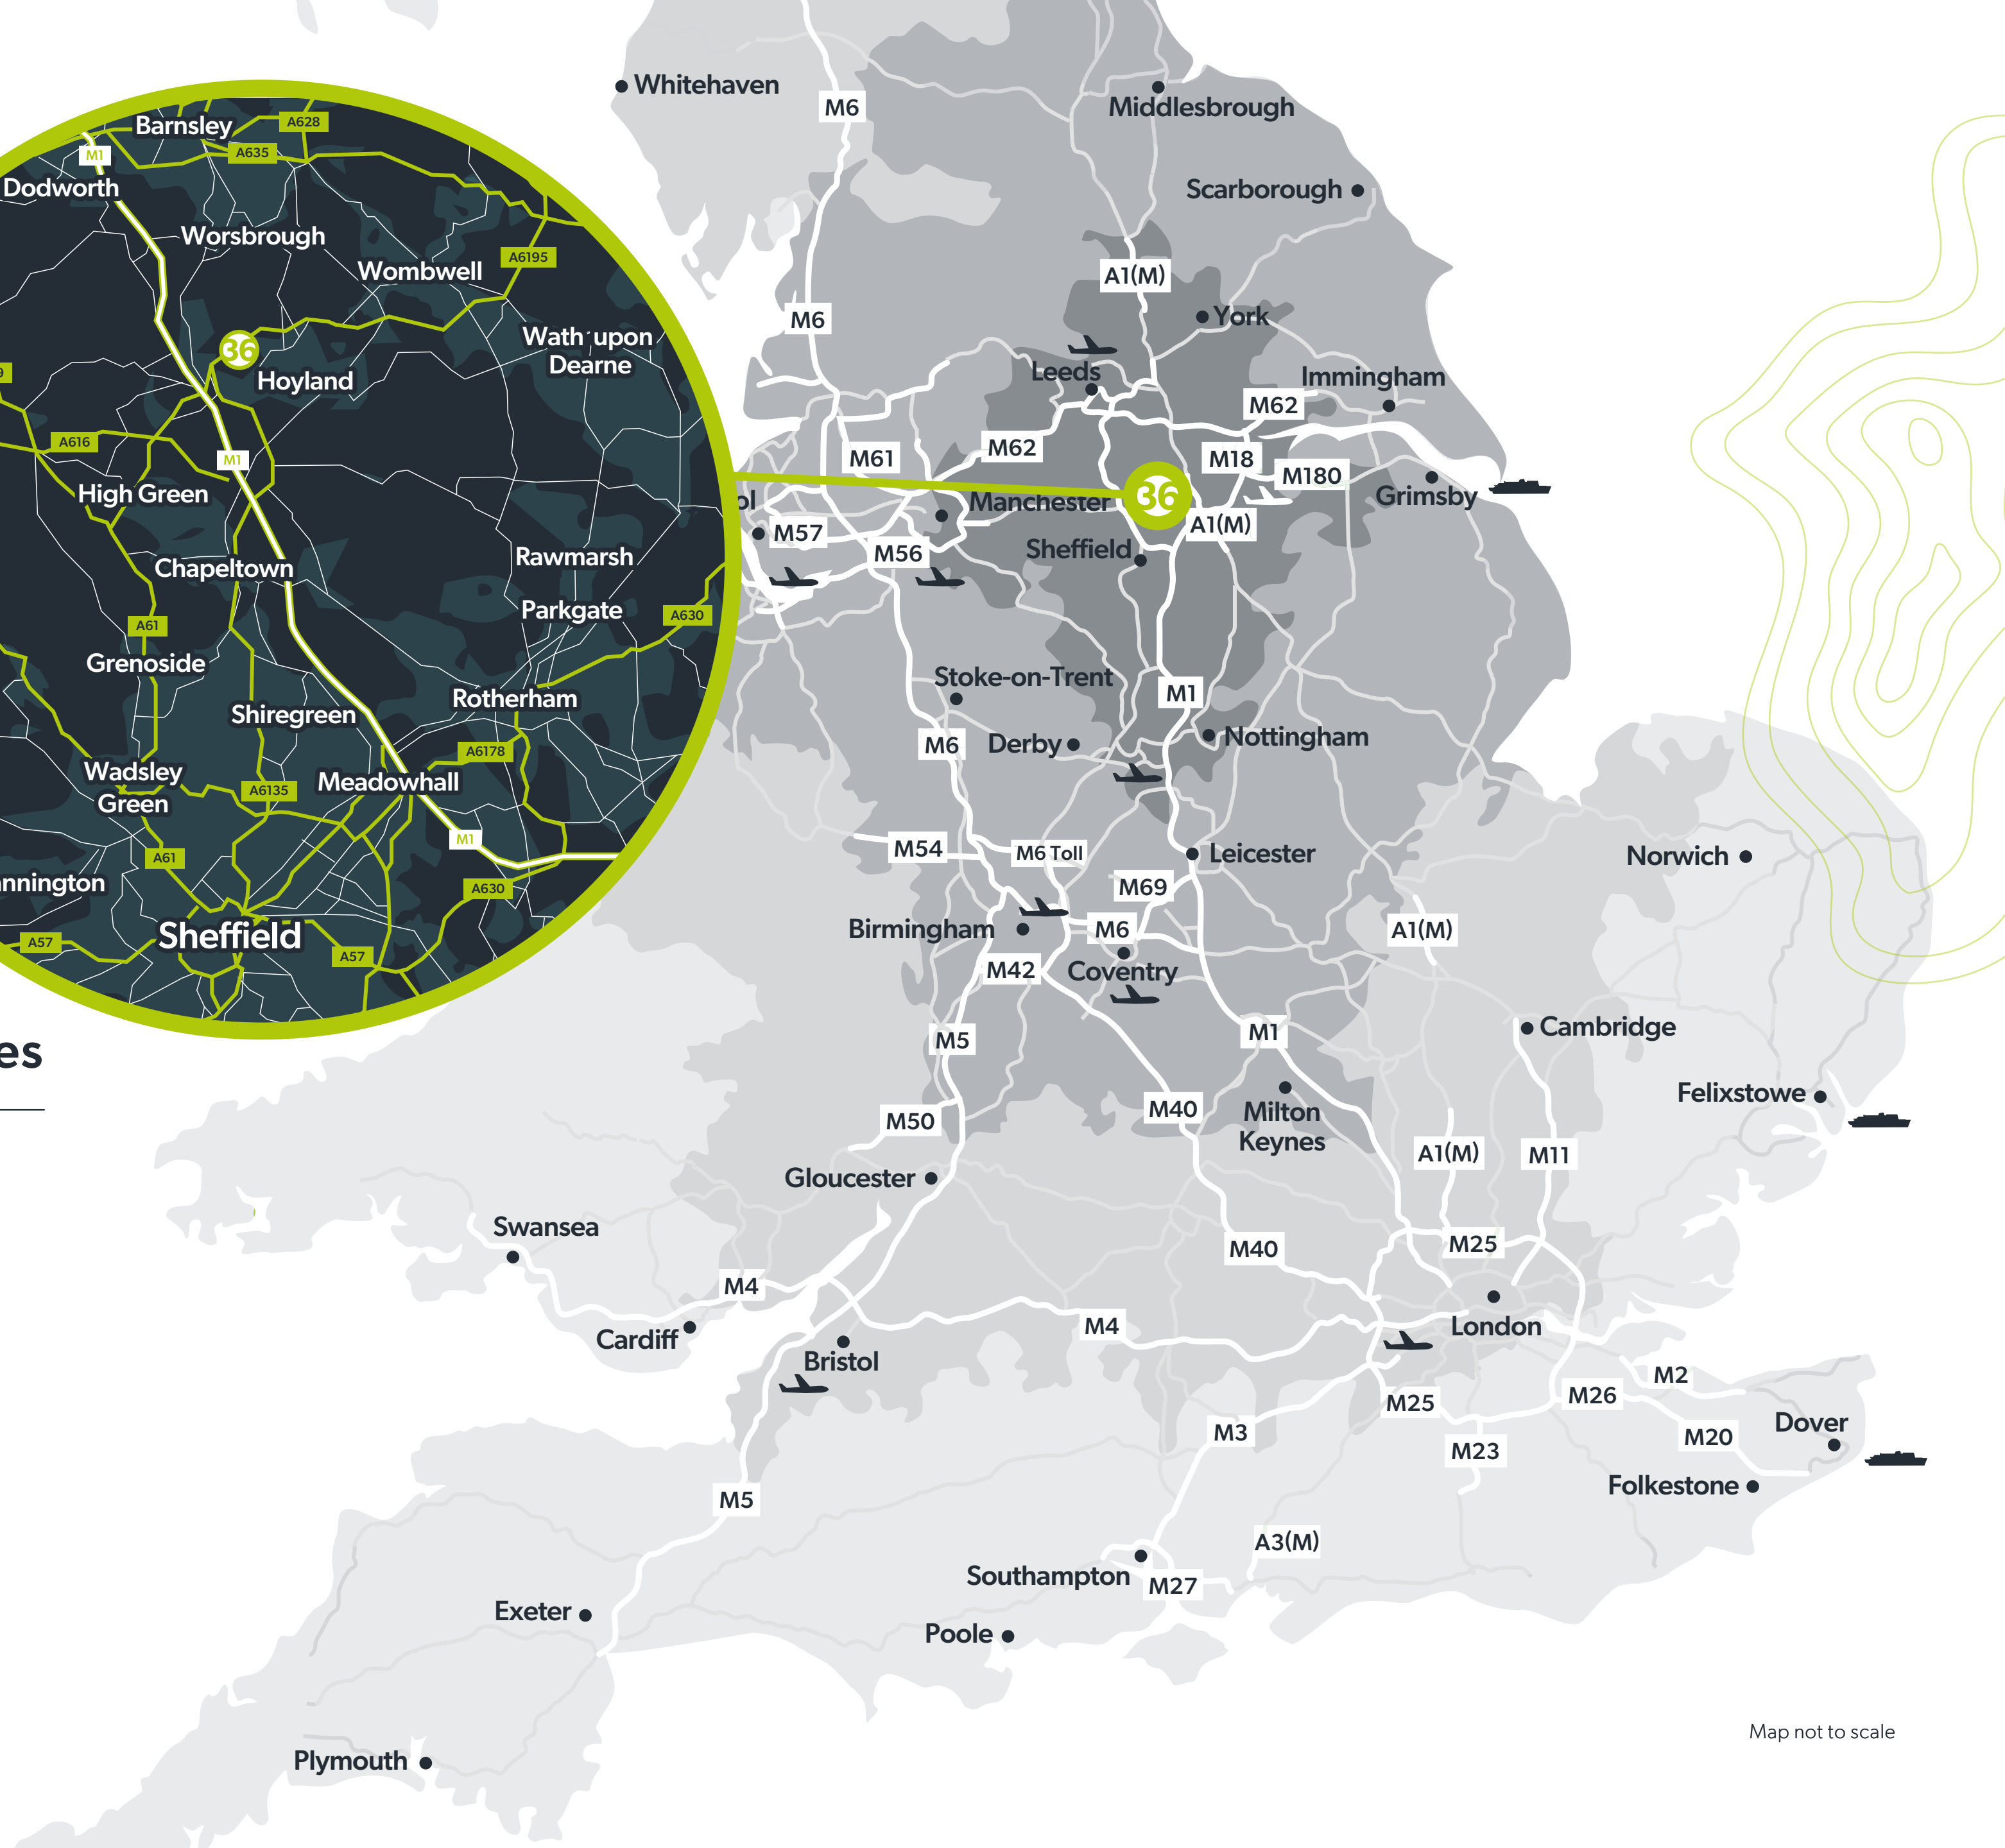 Whitehaven
M6
Middlesbrough
Scarborough
A1(M)
M6
York
Leeds
Immingham
M62
M62
M61
M18
M180
Grimsby
36
Manchester
ol
M57
A1(M)
M56
Sheffield
Stoke-on-Trent
M1
M6
Derby
Nottingham
M54
M6 Toll
Leicester
Norwich
M69
Birmingham
M6
A1(M)
M42
Coventry
M5
M1
Cambridge
Felixstowe
M50
M40
Milton
Keynes
A1(M)
M11
Gloucester
Swansea
M40
M25
M4
Cardiff
M4
London
Bristol
M2
M25
M26
M3
Dover
M20
M23
Folkestone
M5
A3(M)
Southampton
M27
Exeter
Poole
Plymouth
Map not to scale
Barnsley
A628
M1
A635
Dodworth
Worsbrough
A6195
Wombwell
Wath upon
Dearne
36
Hoyland
9
A616
M1
High Green
Chapeltown
Rawmarsh
Parkgate
A61
A630
Grenoside
Rotherham
Shiregreen
A6178
Wadsley
Green
Meadowhall
A6135
M1
A61
nnington
A630
Sheffield
A57
A57
es